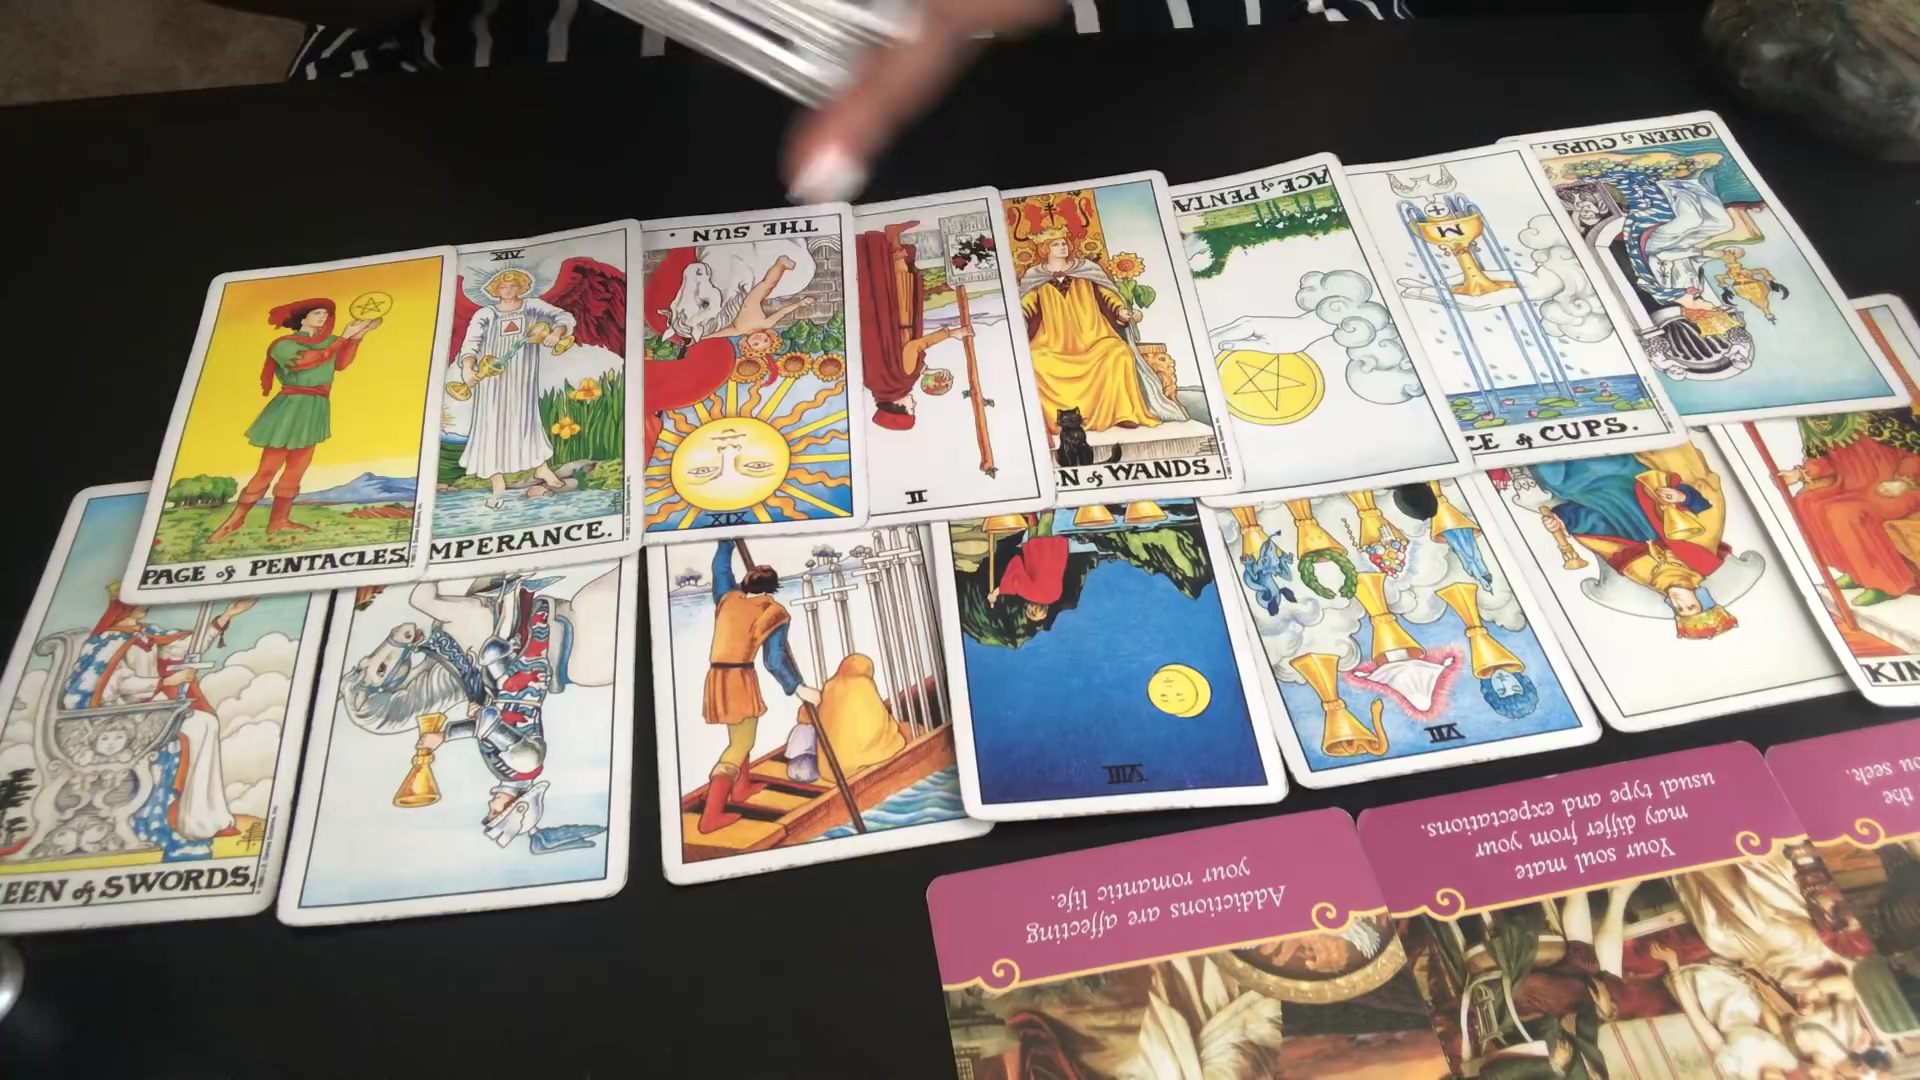 QUEEN of CUPS.
ACE of PENTA
THE SUN.
XIX
XIX
II
N of WANDS.
CE of CUPS.
MPERANCE.
PAGE of PENTACLES.
KIN
VII
VIII
EEN of SWORDS.
ou seek.
the
Your soul mate
may differ from your
usual type and expectations.
Addictions are affecting
your romantic life.